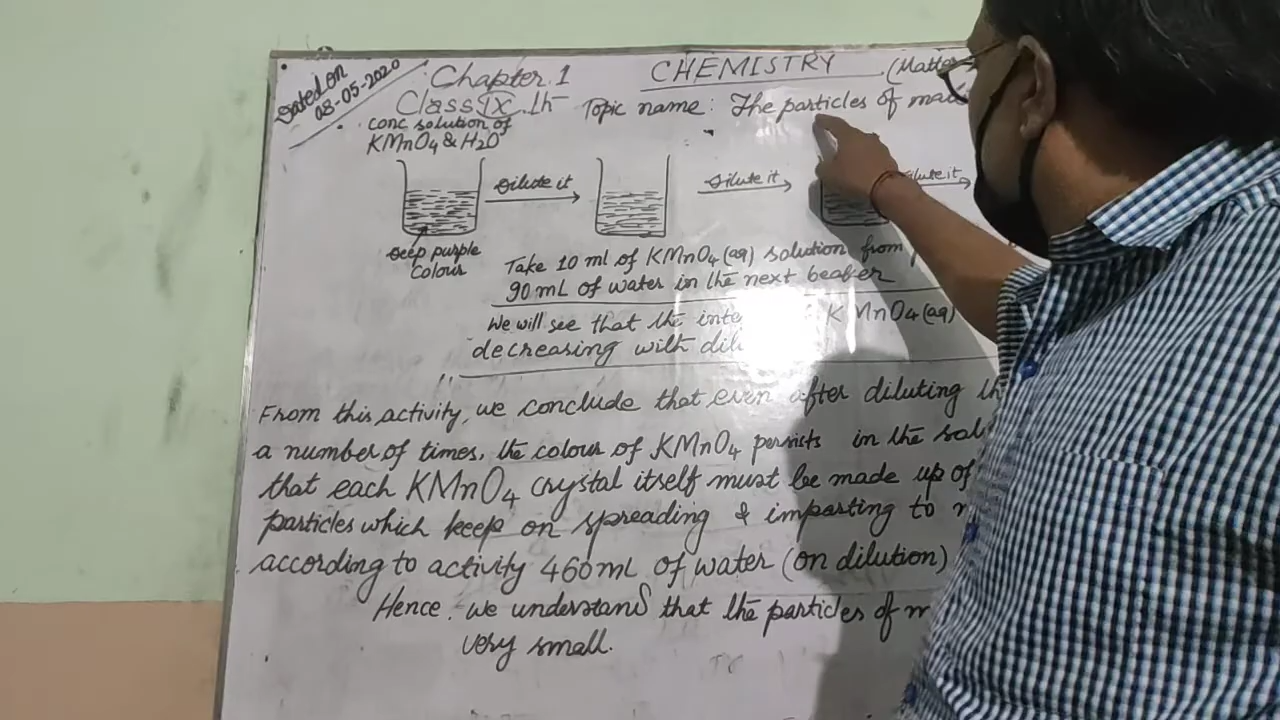 Dated on
08-05-2020
Chapter 1
CHEMISTRY
(Matter
Class IX th
Topic name: The particles of mat
conc solution of
KMnO4 & H2O
Dilute it
Dilute it
Dilute it
Deep purple
Colour
Take 10 ml of KMnO4 (aq) solution from
90 mL of water in the next beaker
We will see that the inte
KMnO4 (aq)
decreasing with dil
From this activity, we conclude that even after diluting th
a number of times, the colour of KMnO4 persists in the sol
that each KMnO4 crystal itself must be made up of
particles which keep on spreading & imparting to
according to activity 460 mL of water (on dilution)
Hence. we understand that the particles of m
very small.